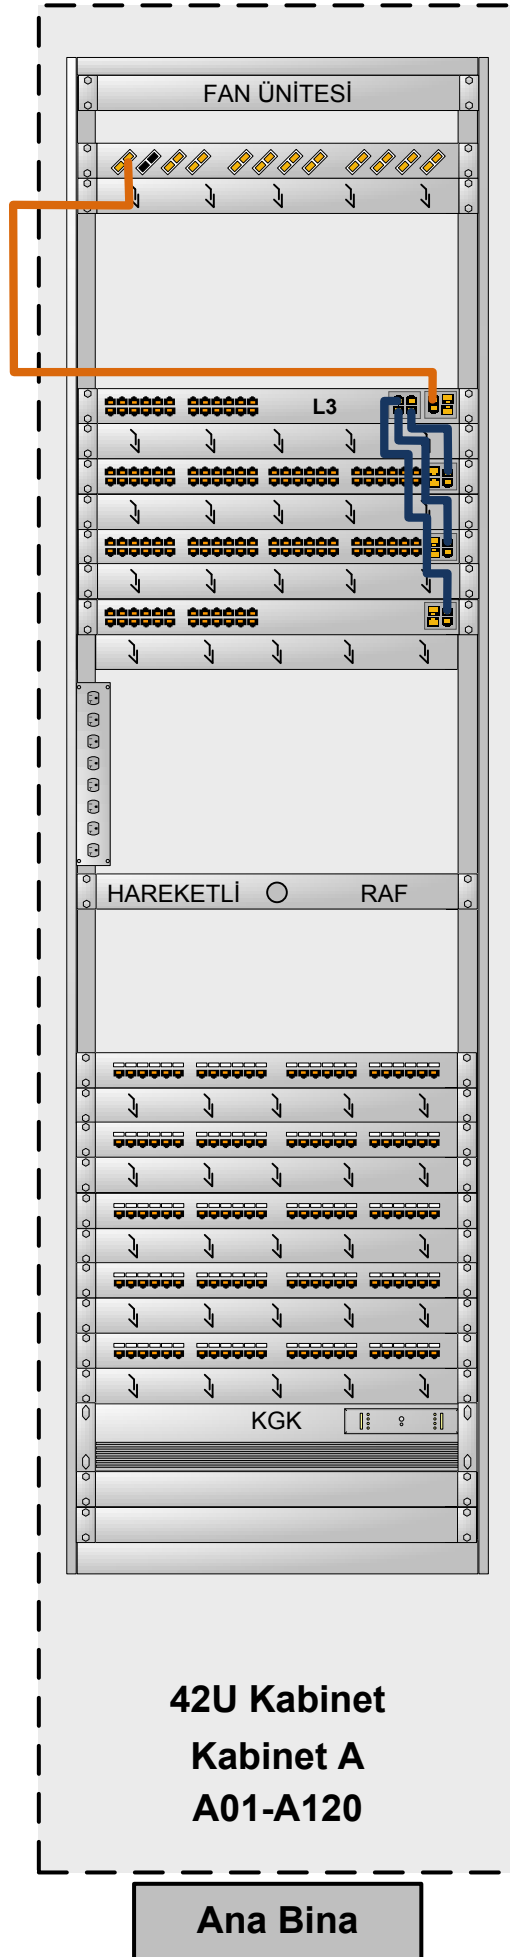 FAN ÜNİTESİ
L3
HAREKETLİ RAF
KGK
42U Kabinet
Kabinet A
A01-A120
Ana Bina